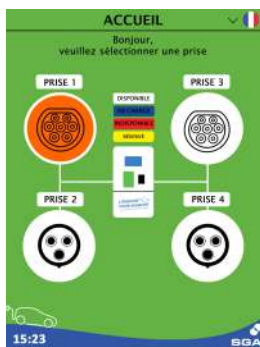 ACCUEIL
Bonjour,
veuillez sélectionner une prise
PRISE 1
PRISE 3
DISPONIBLE
EN CHARGE
INDISPONIBLE
RÉSERVÉ
PRISE 2
PRISE 4
15:23
SGA